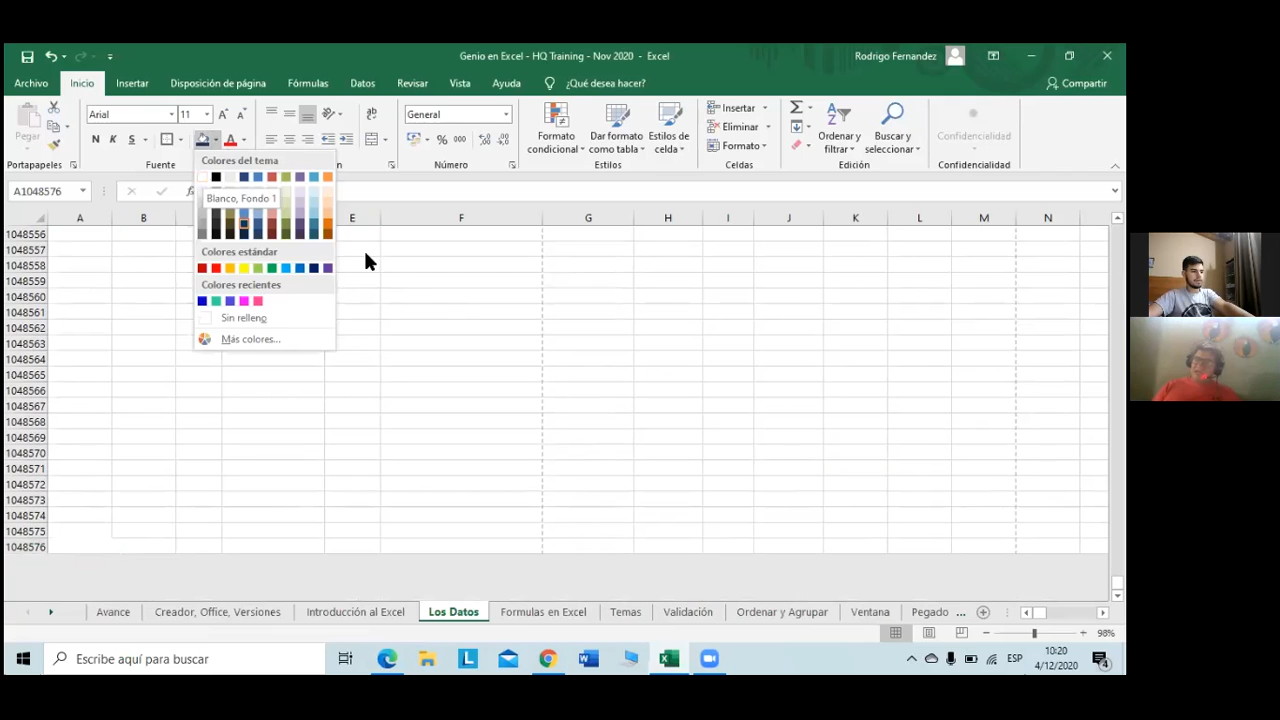 Genio en Excel - HQ Training - Nov 2020 - Excel
Rodrigo Fernandez
Archivo Inicio Insertar Disposición de página Fórmulas Datos Revisar Vista Ayuda ¿Qué desea hacer? Compartir
Pegar
Arial 11
N K S
General
% 000
Formato condicional
Dar formato como tabla
Estilos de celda
Insertar
Eliminar
Formato
Ordenar y filtrar
Buscar y seleccionar
Confidencialidad
Portapapeles Fuente Número Estilos Celdas Edición Confidencialidad
A1048576
Colores del tema
Blanco, Fondo 1
Colores estándar
Colores recientes
Sin relleno
Más colores...
A B E F G H I J K L M N
1048556
1048557
1048558
1048559
1048560
1048561
1048562
1048563
1048564
1048565
1048566
1048567
1048568
1048569
1048570
1048571
1048572
1048573
1048574
1048575
1048576
Avance Creador, Office, Versiones Introducción al Excel Los Datos Formulas en Excel Temas Validación Ordenar y Agrupar Ventana Pegado ...
98%
Escribe aquí para buscar
ESP
10:20
4/12/2020
4